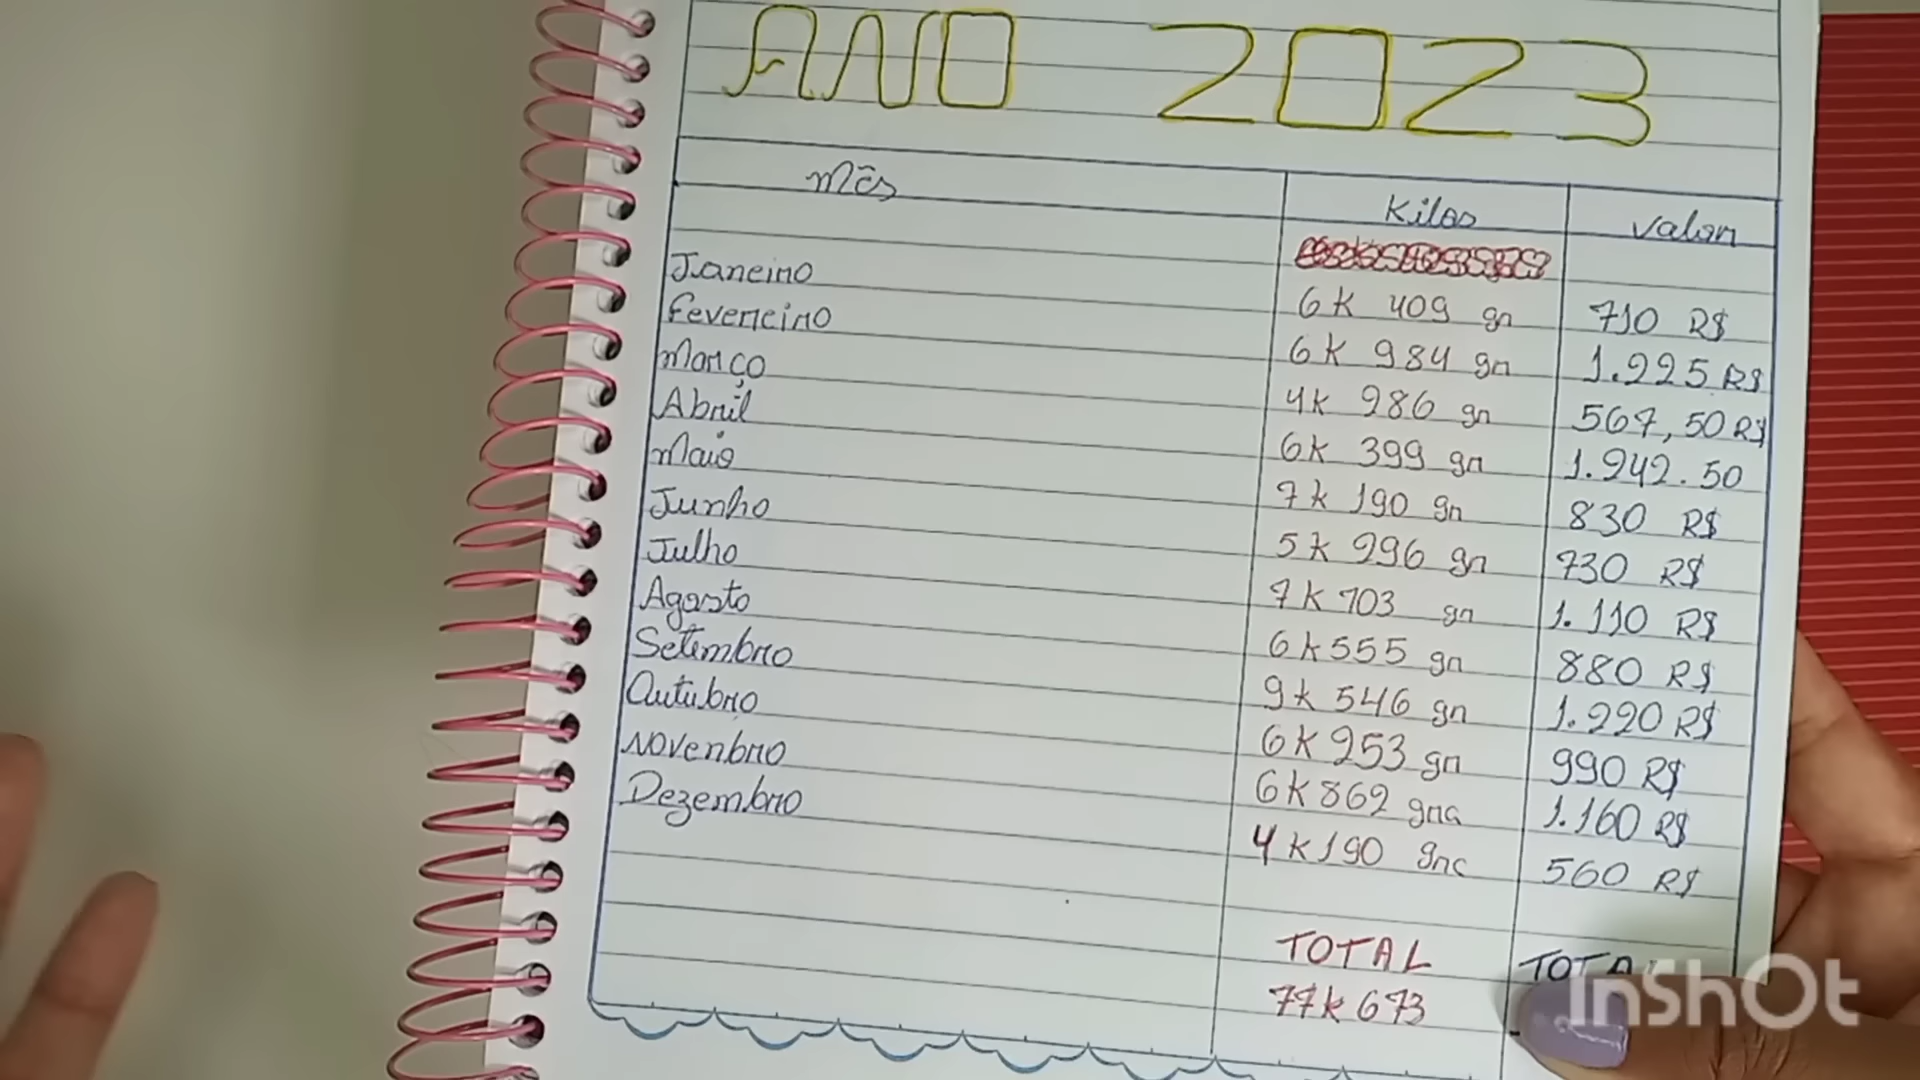 ANO 2023
Mês Kilos Valor
Janeiro 6K 409 gr 710 R$
Fevereiro 6K 984 gr 1.225 R$
Março 4K 986 gr 567,50 R$
Abril 6K 399 gr 1.942.50
Maio 7K 190 gr 830 R$
Junho 5K 996 gr 730 R$
Julho 7K 703 gr 1.110 R$
Agosto 6K 555 gr 880 R$
Setembro 9K 546 gr 1.220 R$
Outubro 6K 253 gr 990 R$
Novenbro 6K 862 gra 1.160 R$
Dezembro 4K 190 grc 560 R$
TOTAL TOTAL
77k 673
InShOt